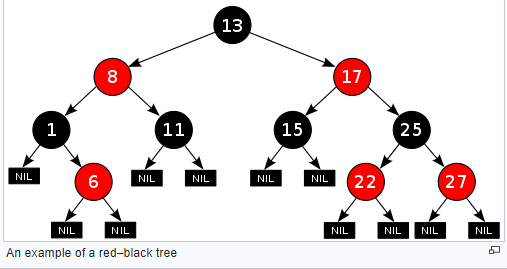 13
8 17
1 11 15 25
NIL 6 NIL NIL NIL NIL 22 27
NIL NIL NIL NIL NIL NIL
An example of a red–black tree